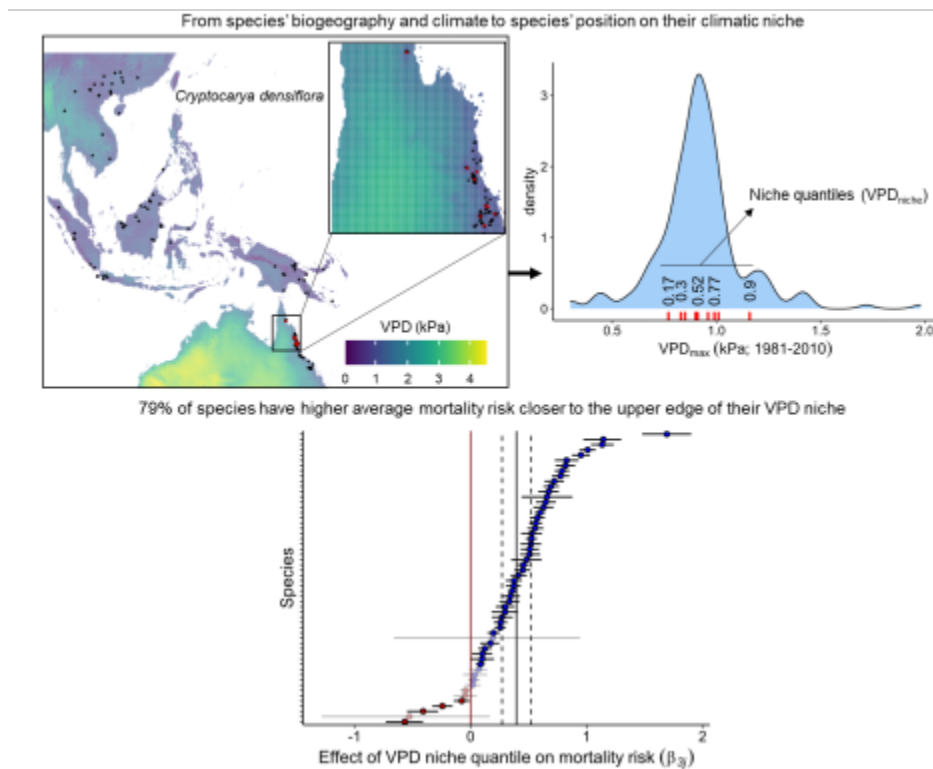 From species' biogeography and climate to species' position on their climatic niche
Cryptocarya densiflora
VPD (kPa)
0 1 2 3 4
density
3
2
1
0
Niche quantiles (VPDniche)
0.17 0.3 0.52 0.77 0.9
0.5 1.0 1.5 2.0
VPDmax (kPa; 1981-2010)
79% of species have higher average mortality risk closer to the upper edge of their VPD niche
Species
-1 0 1 2
Effect of VPD niche quantile on mortality risk (β3j)